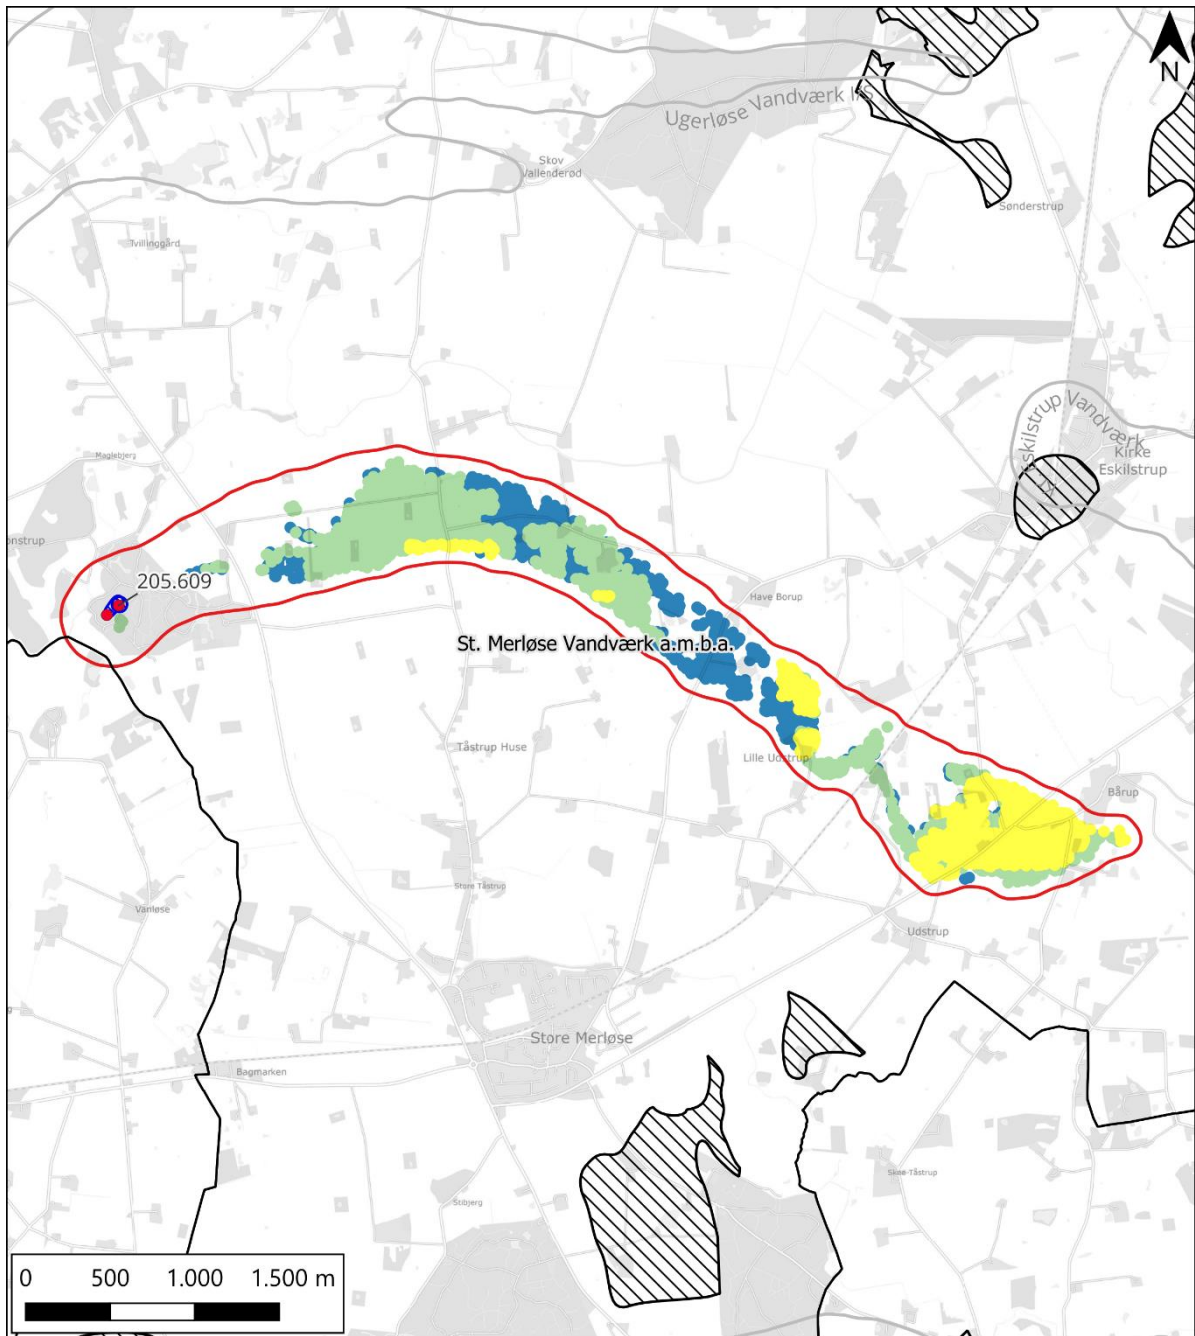 N
Ugerløse Vandværk I/S
Skov
Vallenderød
Sønderstrup
Tvillinggård
Eskilstrup Vandværk
Kirke
Eskilstrup
Maglebjerg
onstrup
205.609
Have Borup
St. Merløse Vandværk a.m.b.a.
Tåstrup Huse
Lille Udstrup
Bårup
Store Tåstrup
Vanløse
Udstrup
Store Merløse
Bagmarken
Skee-Tåstrup
Stibjerg
0 500 1.000 1.500 m